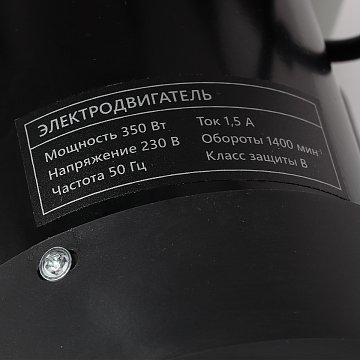 ЭЛЕКТРОДВИГАТЕЛЬ
Мощность 350 Вт Ток 1,5 А
Напряжение 230 В Обороты 1400 мин⁻¹
Частота 50 Гц Класс защиты В